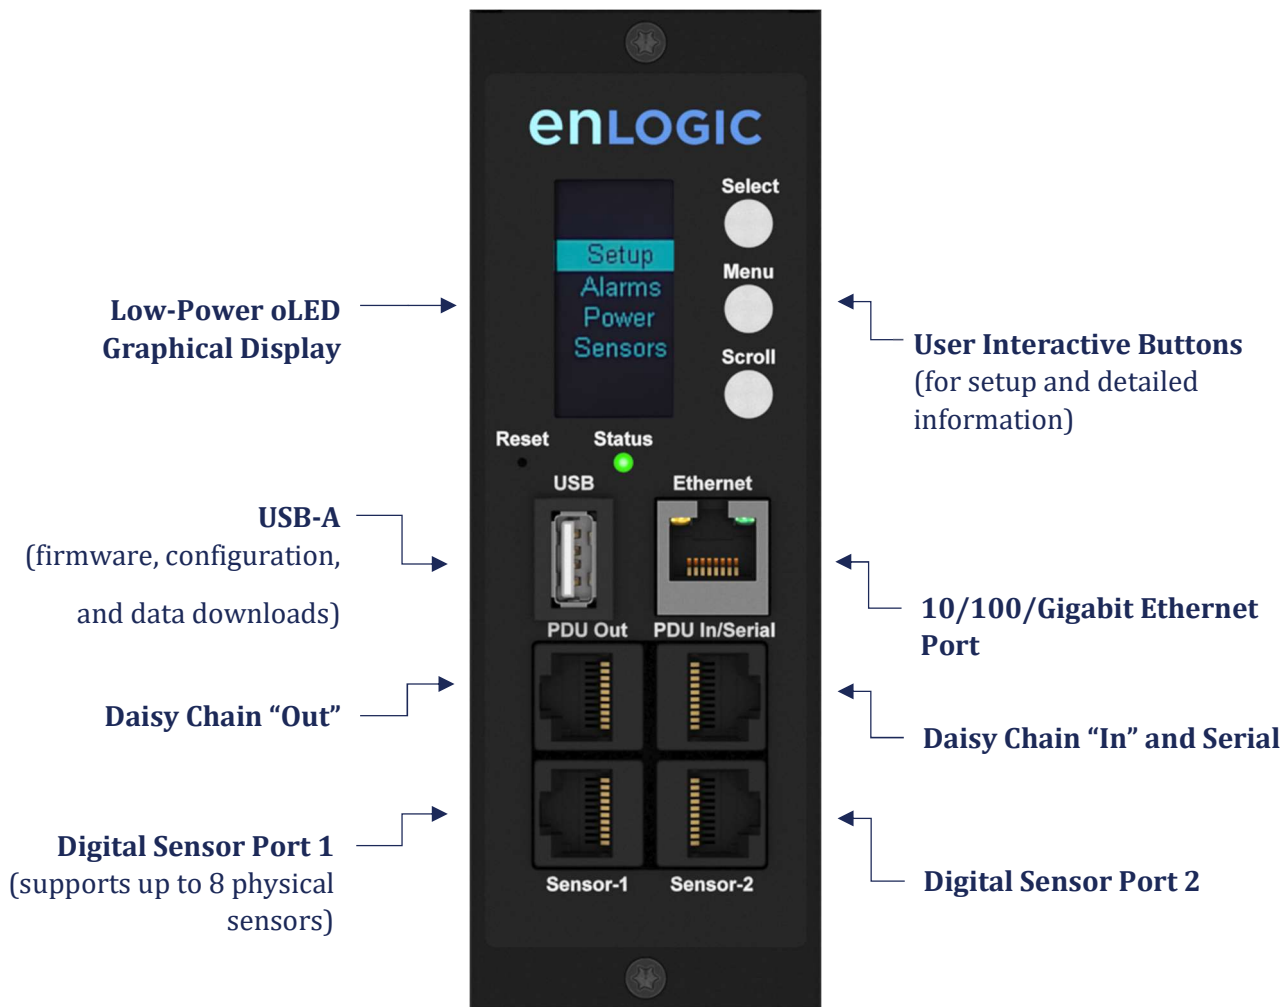 enLOGIC
Select
Setup
Menu
Alarms
Power
Sensors
Scroll
Low-Power oLED
Graphical Display
User Interactive Buttons
(for setup and detailed
information)
Reset
Status
USB
Ethernet
USB-A
(firmware, configuration,
and data downloads)
10/100/Gigabit Ethernet
Port
PDU Out
PDU In/Serial
Daisy Chain “Out”
Daisy Chain “In” and Serial
Digital Sensor Port 1
(supports up to 8 physical
sensors)
Digital Sensor Port 2
Sensor-1
Sensor-2